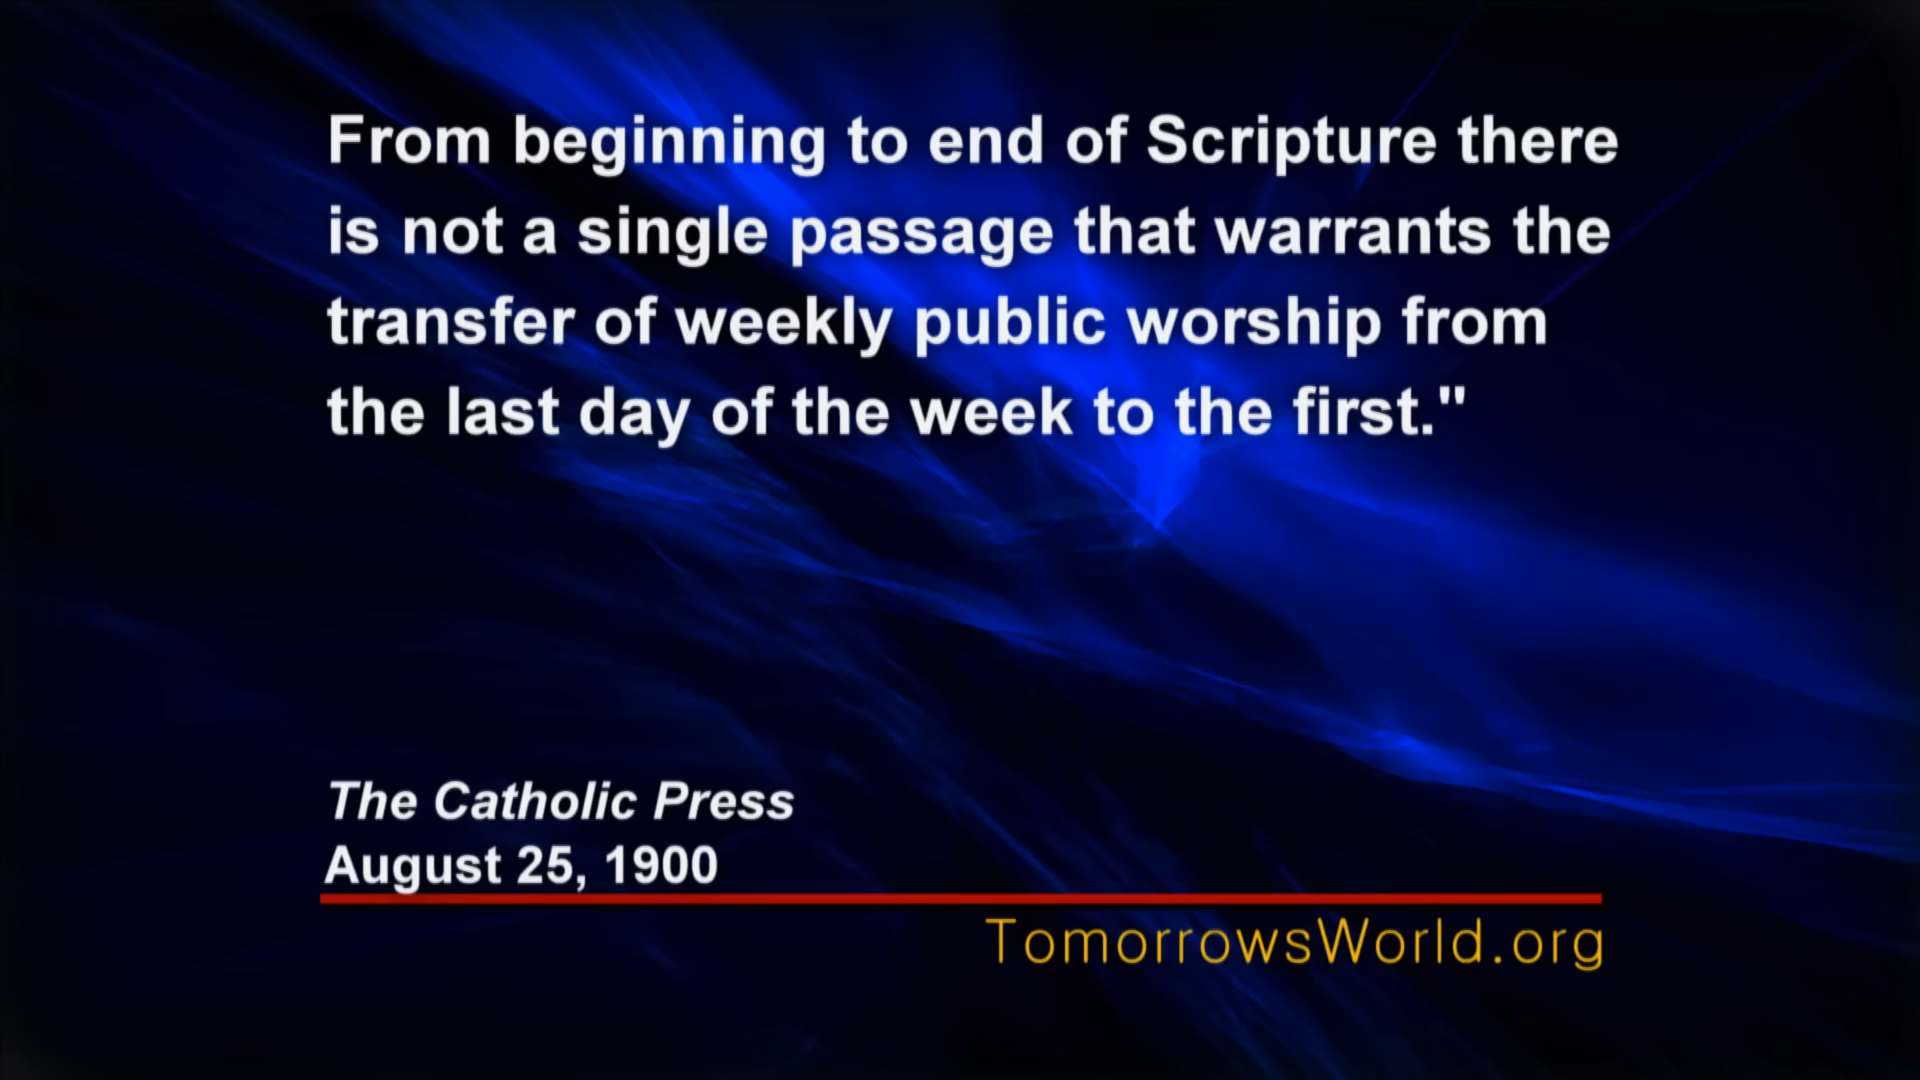 From beginning to end of Scripture there
is not a single passage that warrants the
transfer of weekly public worship from
the last day of the week to the first."
The Catholic Press
August 25, 1900
TomorrowsWorld.org